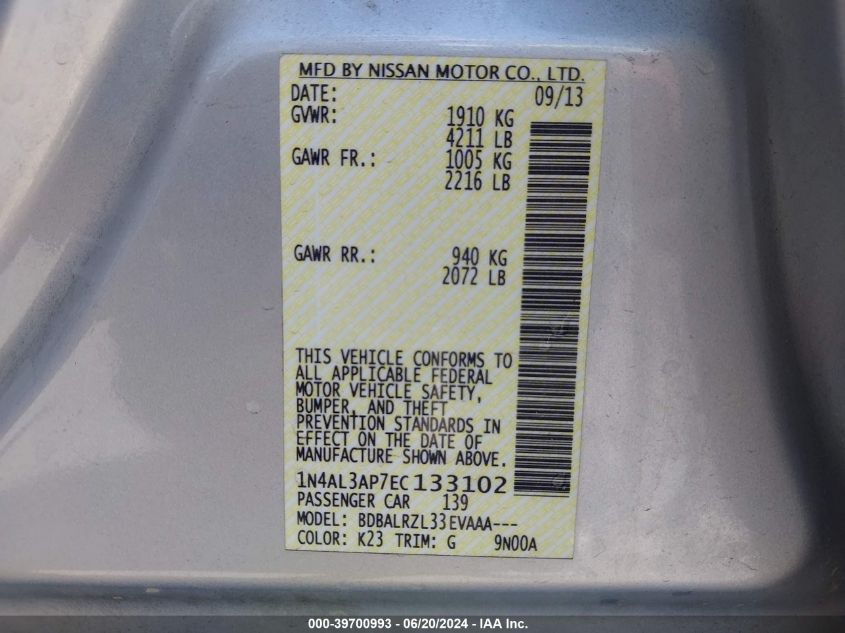 MFD BY NISSAN MOTOR CO., LTD.
DATE: 09/13
GVWR: 1910 KG
4211 LB
GAWR FR.: 1005 KG
2216 LB
GAWR RR.: 940 KG
2072 LB
THIS VEHICLE CONFORMS TO
ALL APPLICABLE FEDERAL
MOTOR VEHICLE SAFETY,
BUMPER, AND THEFT
PREVENTION STANDARDS IN
EFFECT ON THE DATE OF
MANUFACTURE SHOWN ABOVE.
1N4AL3AP7EC133102
PASSENGER CAR 139
MODEL: BDBALRZL33EVAAA---
COLOR: K23 TRIM: G 9N00A
000-39700993 - 06/20/2024 - IAA Inc.